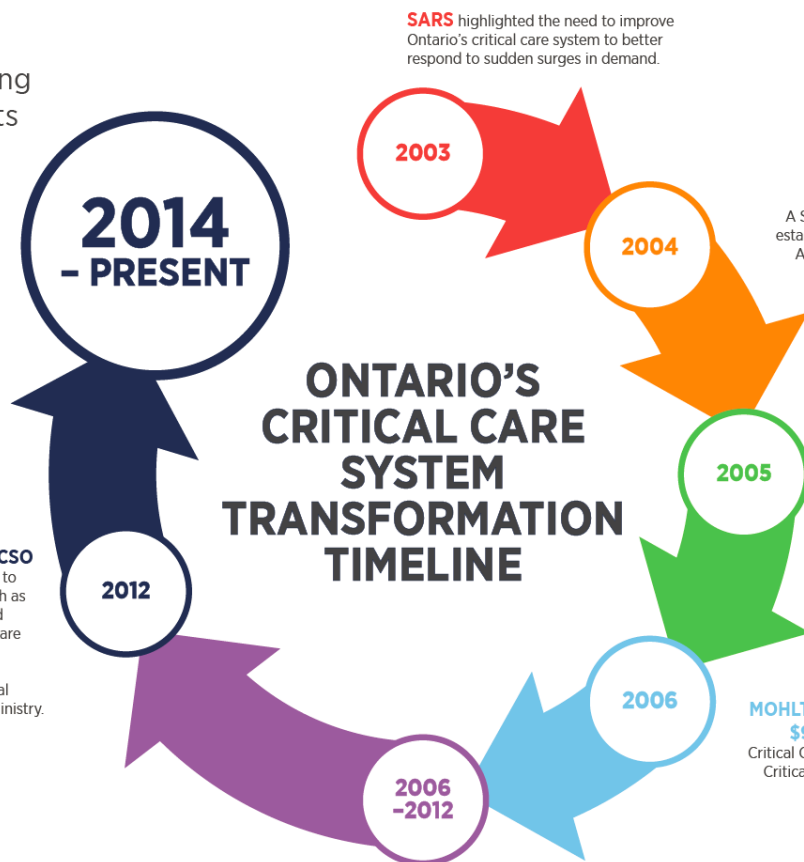 SARS highlighted the need to improve
Ontario's critical care system to better
respond to sudden surges in demand.
2003
2014
– PRESENT
2004
ONTARIO'S
CRITICAL CARE
SYSTEM
TRANSFORMATION
TIMELINE
2005
CSO
to
as
are
2012
inistry.
2006
MOHLT
$9
Critical C
Critica
2006
–2012
ng
ts
A S
esta
A
h as
d
al